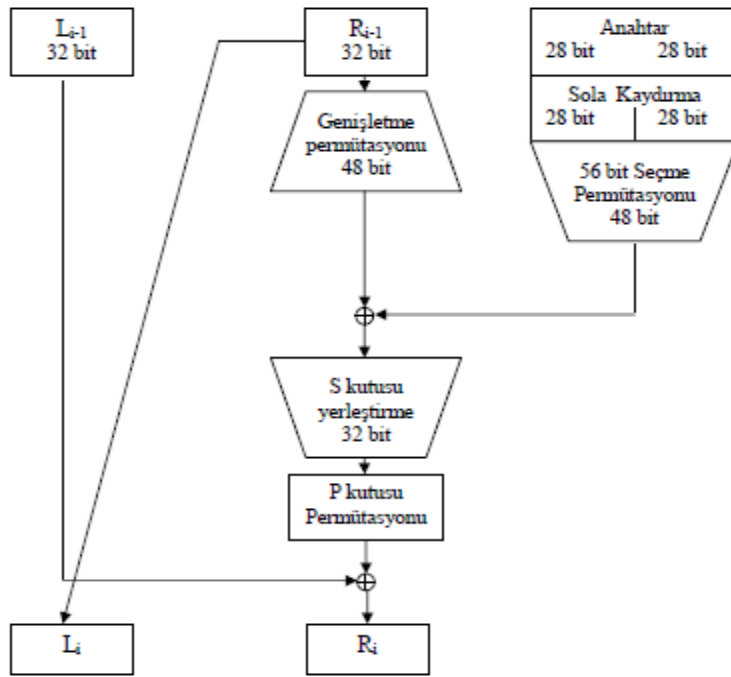 Li-1
32 bit
Ri-1
32 bit
Anahtar
28 bit 28 bit
Sola Kaydırma
28 bit 28 bit
Genişletme
permütasyonu
48 bit
56 bit Seçme
Permütasyonu
48 bit
S kutusu
yerleştirme
32 bit
P kutusu
Permütasyonu
Li
Ri